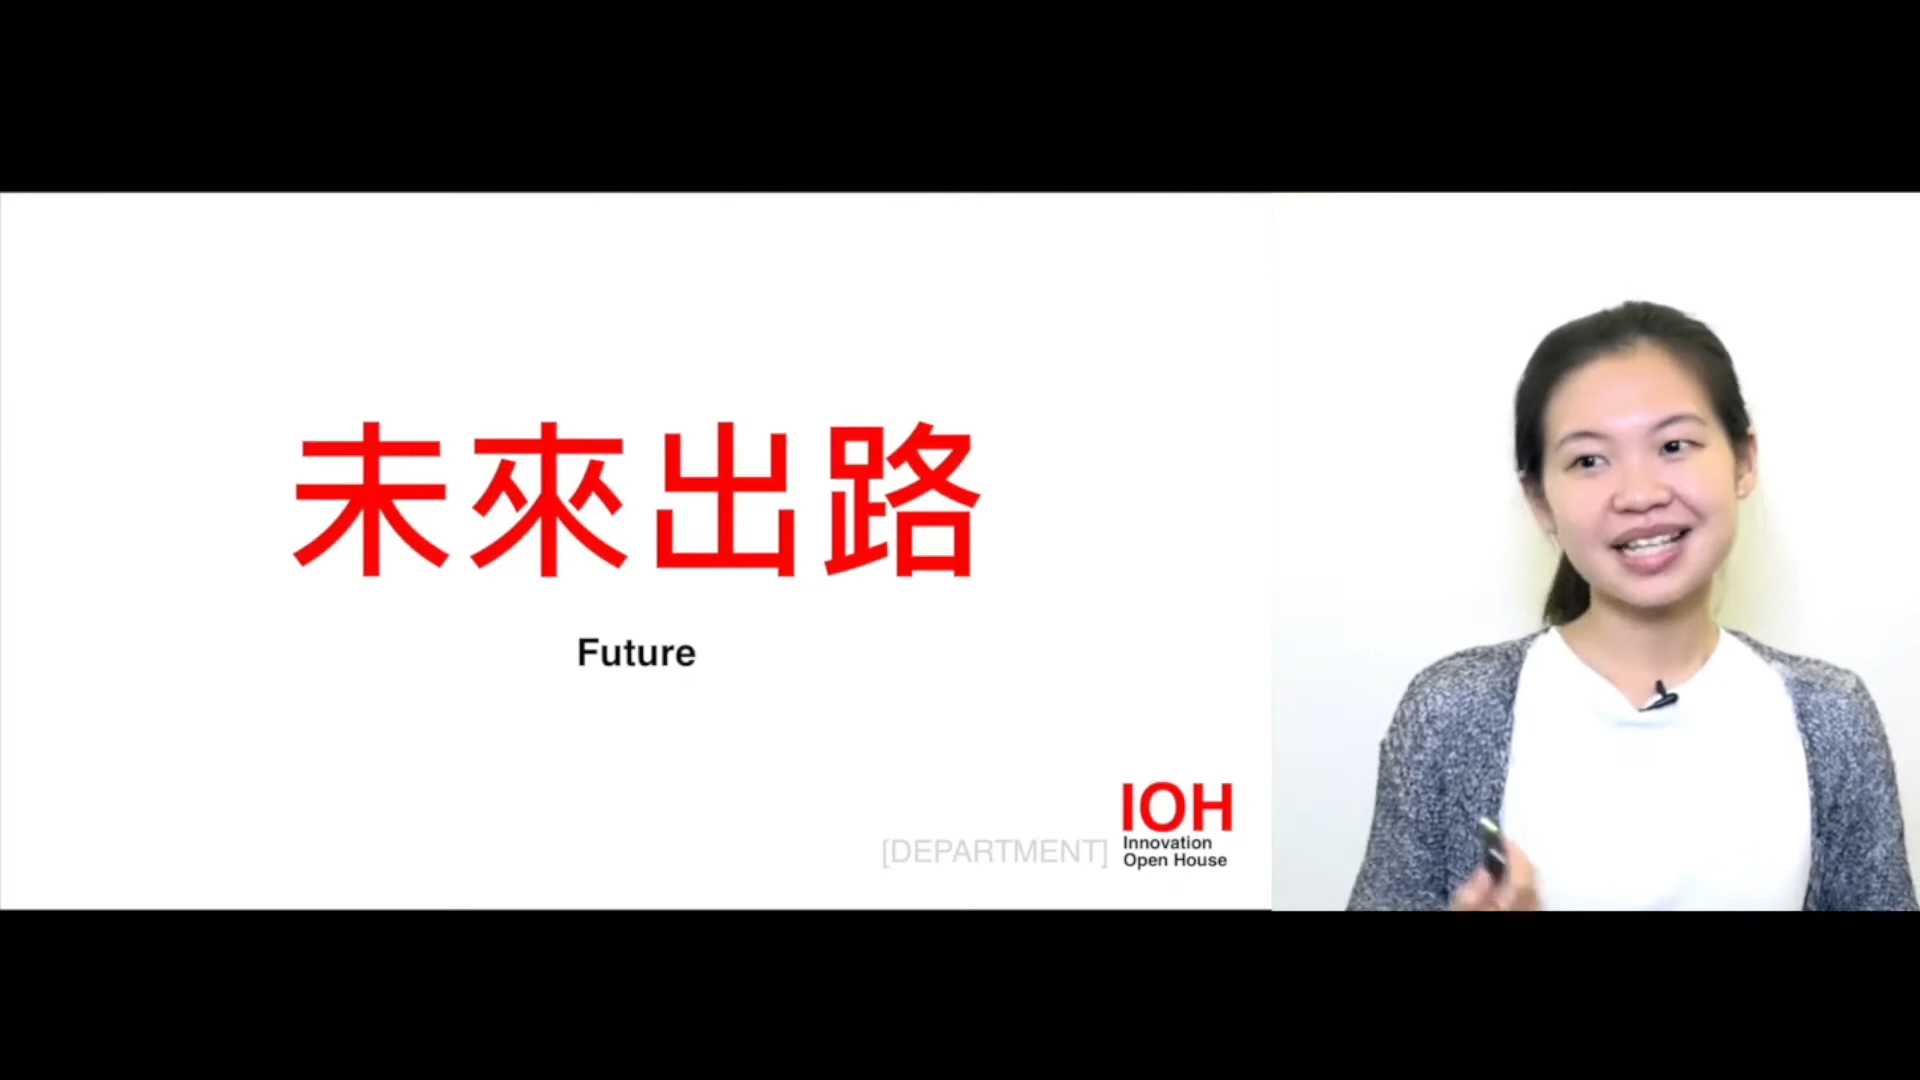 未來出路
Future
[DEPARTMENT]
IOH
Innovation
Open House